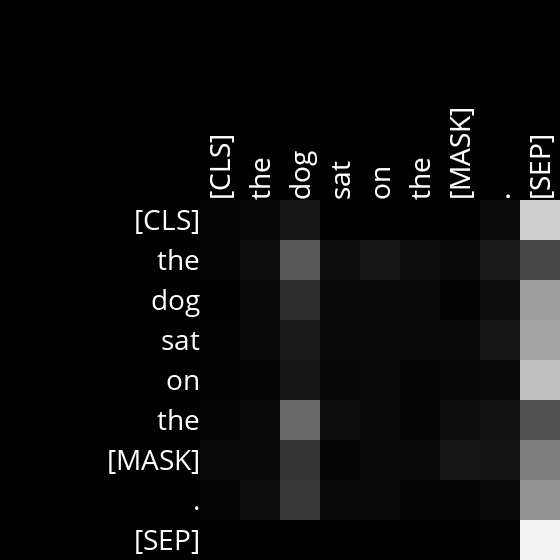 [CLS] the dog sat on the [MASK] . [SEP]
[CLS]
the
dog
sat
on
the
[MASK]
.
[SEP]